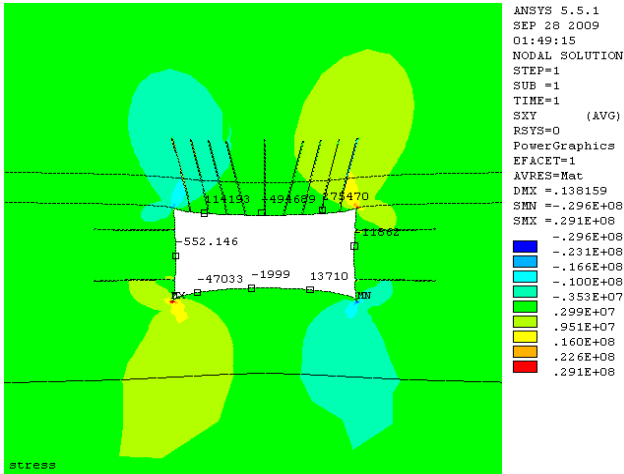 ANSYS 5.5.1
SEP 28 2009
01:49:15
NODAL SOLUTION
STEP=1
SUB =1
TIME=1
SXY (AVG)
RSYS=0
PowerGraphics
EFACET=1
AVRES=Mat
DMX =.138159
SMN =-.296E+08
SMX =.291E+08
-.296E+08
-.231E+08
-.166E+08
-.100E+08
-.353E+07
.299E+07
.951E+07
.160E+08
.226E+08
.291E+08
114193
-494689
275470
-552.146
-11862
-47033
-1999
13710
MX
MN
stress